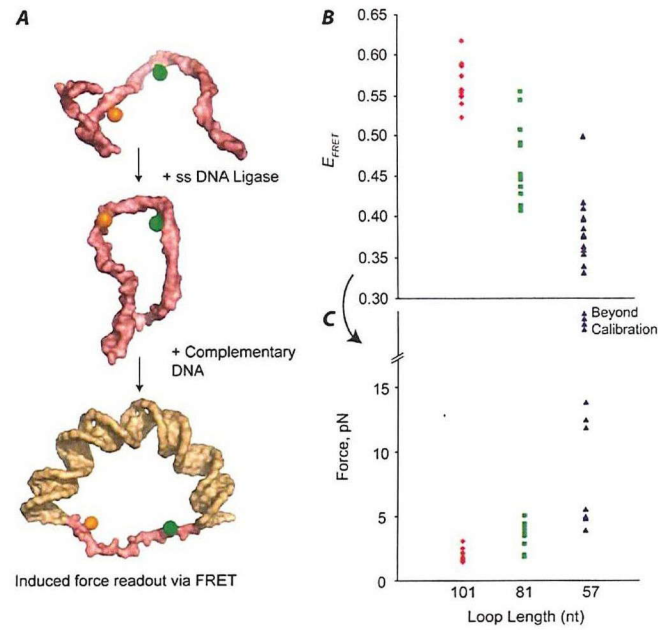 A
+ ss DNA Ligase
+ Complementary
DNA
Induced force readout via FRET
B
0.65
0.60
0.55
0.50
0.45
0.40
0.35
0.30
E_FRET
C
Beyond
Calibration
15
10
5
0
Force, pN
101 81 57
Loop Length (nt)